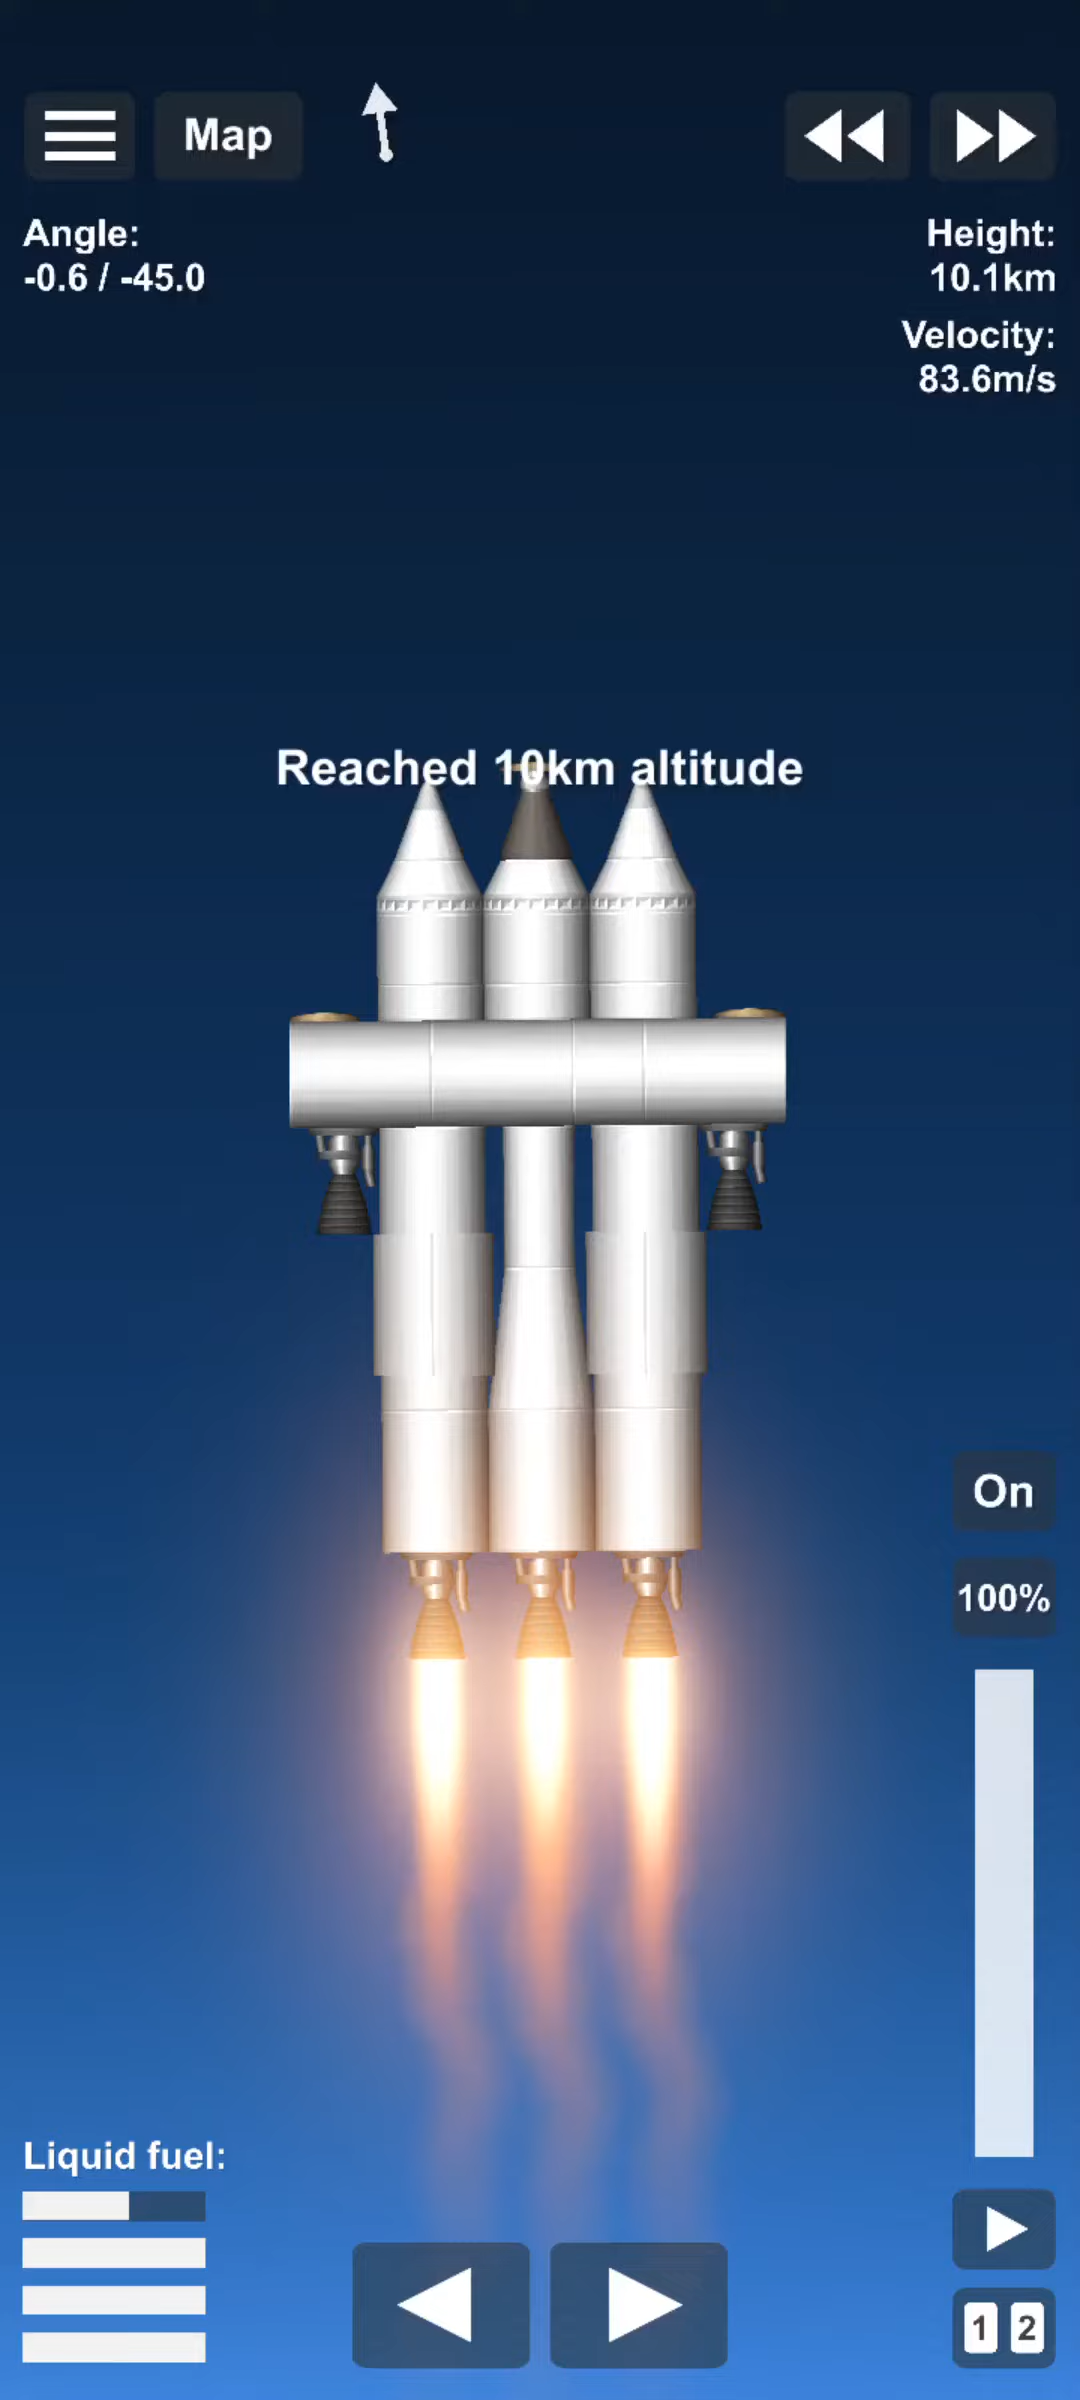 Map
Angle:
-0.6 / -45.0
Height:
10.1km
Velocity:
83.6m/s
Reached 10km altitude
On
100%
Liquid fuel:
1 2